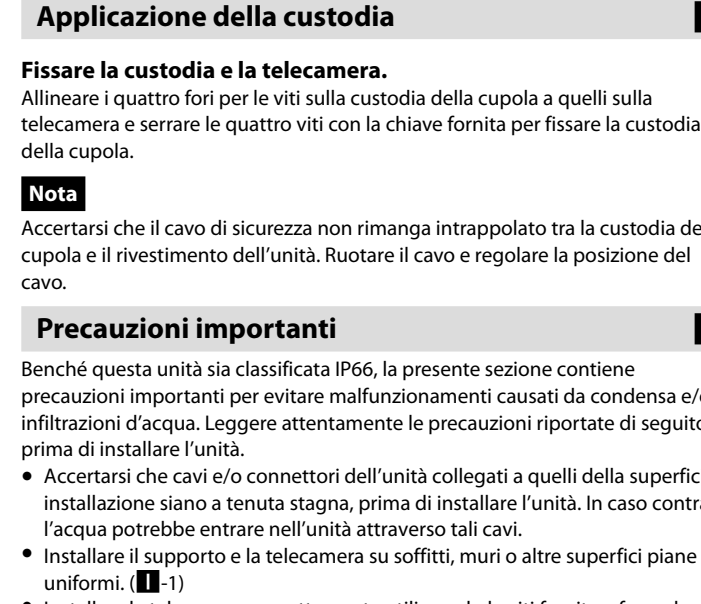 Applicazione della custodia
Fissare la custodia e la telecamera.
Allineare i quattro fori per le viti sulla custodia della cupola a quelli sulla
telecamera e serrare le quattro viti con la chiave fornita per fissare la custodia
della cupola.
Nota
Accertarsi che il cavo di sicurezza non rimanga intrappolato tra la custodia de
cupola e il rivestimento dell'unità. Ruotare il cavo e regolare la posizione del
cavo.
Precauzioni importanti
Benché questa unità sia classificata IP66, la presente sezione contiene
precauzioni importanti per evitare malfunzionamenti causati da condensa e/o
infiltrazioni d'acqua. Leggere attentamente le precauzioni riportate di seguito
prima di installare l'unità.
• Accertarsi che cavi e/o connettori dell'unità collegati a quelli della superfici
installazione siano a tenuta stagna, prima di installare l'unità. In caso contra
l'acqua potrebbe entrare nell'unità attraverso tali cavi.
• Installare il supporto e la telecamera su soffitti, muri o altre superfici piane
uniformi. (I-1)